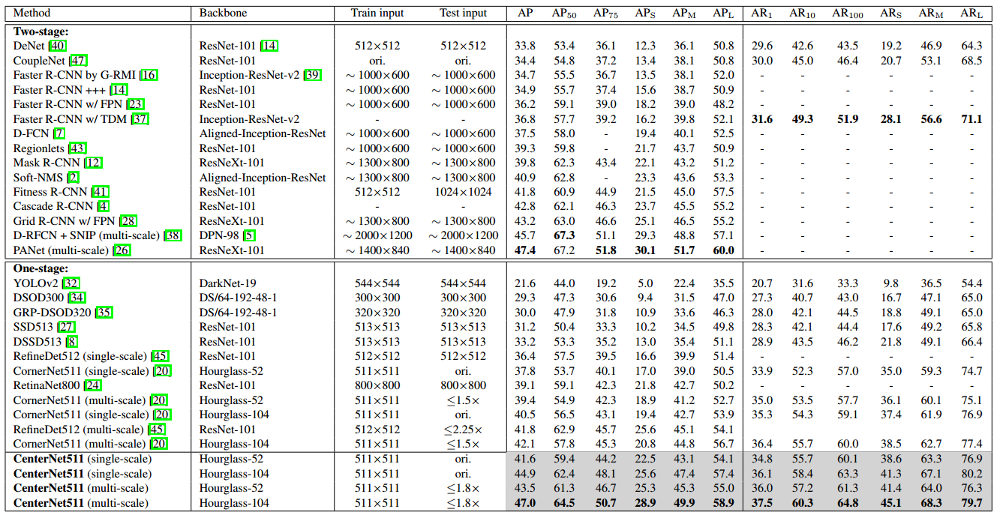 Method Backbone Train input Test input AP AP50 AP75 APS APM APL AR1 AR10 AR100 ARS ARM ARL
Two-stage:
DeNet [40] ResNet-101 [14] 512×512 512×512 33.8 53.4 36.1 12.3 36.1 50.8 29.6 42.6 43.5 19.2 46.9 64.3
CoupleNet [47] ResNet-101 ori. ori. 34.4 54.8 37.2 13.4 38.1 50.8 30.0 45.0 46.4 20.7 53.1 68.5
Faster R-CNN by G-RMI [16] Inception-ResNet-v2 [39] ∼ 1000×600 ∼ 1000×600 34.7 55.5 36.7 13.5 38.1 52.0 - - - - - -
Faster R-CNN +++ [14] ResNet-101 ∼ 1000×600 ∼ 1000×600 34.9 55.7 37.4 15.6 38.7 50.9 - - - - - -
Faster R-CNN w/ FPN [23] ResNet-101 ∼ 1000×600 ∼ 1000×600 36.2 59.1 39.0 18.2 39.0 48.2 - - - - - -
Faster R-CNN w/ TDM [37] Inception-ResNet-v2 - - 36.8 57.7 39.2 16.2 39.8 52.1 31.6 49.3 51.9 28.1 56.6 71.1
D-FCN [7] Aligned-Inception-ResNet ∼ 1000×600 ∼ 1000×600 37.5 58.0 - 19.4 40.1 52.5 - - - - - -
Regionlets [43] ResNet-101 ∼ 1000×600 ∼ 1000×600 39.3 59.8 - 21.7 43.7 50.9 - - - - - -
Mask R-CNN [12] ResNeXt-101 ∼ 1300×800 ∼ 1300×800 39.8 62.3 43.4 22.1 43.2 51.2 - - - - - -
Soft-NMS [2] Aligned-Inception-ResNet ∼ 1300×800 ∼ 1300×800 40.9 62.8 - 23.3 43.6 53.3 - - - - - -
Fitness R-CNN [41] ResNet-101 512×512 1024×1024 41.8 60.9 44.9 21.5 45.0 57.5 - - - - - -
Cascade R-CNN [4] ResNet-101 - - 42.8 62.1 46.3 23.7 45.5 55.2 - - - - - -
Grid R-CNN w/ FPN [28] ResNeXt-101 ∼ 1300×800 ∼ 1300×800 43.2 63.0 46.6 25.1 46.5 55.2 - - - - - -
D-RFCN + SNIP (multi-scale) [38] DPN-98 [5] ∼ 2000×1200 ∼ 2000×1200 45.7 67.3 51.1 29.3 48.8 57.1 - - - - - -
PANet (multi-scale) [26] ResNeXt-101 ∼ 1400×840 ∼ 1400×840 47.4 67.2 51.8 30.1 51.7 60.0 - - - - - -
One-stage:
YOLOv2 [32] DarkNet-19 544×544 544×544 21.6 44.0 19.2 5.0 22.4 35.5 20.7 31.6 33.3 9.8 36.5 54.4
DSOD300 [34] DS/64-192-48-1 300×300 300×300 29.3 47.3 30.6 9.4 31.5 47.0 27.3 40.7 43.0 16.7 47.1 65.0
GRP-DSOD320 [35] DS/64-192-48-1 320×320 320×320 30.0 47.9 31.8 10.9 33.6 46.3 28.0 42.1 44.5 18.8 49.1 65.0
SSD513 [27] ResNet-101 513×513 513×513 31.2 50.4 33.3 10.2 34.5 49.8 28.3 42.1 44.4 17.6 49.2 65.8
DSSD513 [8] ResNet-101 513×513 513×513 33.2 53.3 35.2 13.0 35.4 51.1 28.9 43.5 46.2 21.8 49.1 66.4
RefineDet512 (single-scale) [45] ResNet-101 512×512 512×512 36.4 57.5 39.5 16.6 39.9 51.4 - - - - - -
CornerNet511 (single-scale) [20] Hourglass-52 511×511 ori. 37.8 53.7 40.1 17.0 39.0 50.5 33.9 52.3 57.0 35.0 59.3 74.7
RetinaNet800 [24] ResNet-101 800×800 800×800 39.1 59.1 42.3 21.8 42.7 50.2 - - - - - -
CornerNet511 (multi-scale) [20] Hourglass-52 511×511 ≤1.5× 39.4 54.9 42.3 18.9 41.2 52.7 35.0 53.5 57.7 36.1 60.1 75.1
CornerNet511 (single-scale) [20] Hourglass-104 511×511 ori. 40.5 56.5 43.1 19.4 42.7 53.9 35.3 54.3 59.1 37.4 61.9 76.9
RefineDet512 (multi-scale) [45] ResNet-101 512×512 ≤2.25× 41.8 62.9 45.7 25.6 45.1 54.1
CornerNet511 (multi-scale) [20] Hourglass-104 511×511 ≤1.5× 42.1 57.8 45.3 20.8 44.8 56.7 36.4 55.7 60.0 38.5 62.7 77.4
CenterNet511 (single-scale) Hourglass-52 511×511 ori. 41.6 59.4 44.2 22.5 43.1 54.1 34.8 55.7 60.1 38.6 63.3 76.9
CenterNet511 (single-scale) Hourglass-104 511×511 ori. 44.9 62.4 48.1 25.6 47.4 57.4 36.1 58.4 63.3 41.3 67.1 80.2
CenterNet511 (multi-scale) Hourglass-52 511×511 ≤1.8× 43.5 61.3 46.7 25.3 45.3 55.0 36.0 57.2 61.3 41.4 64.0 76.3
CenterNet511 (multi-scale) Hourglass-104 511×511 ≤1.8× 47.0 64.5 50.7 28.9 49.9 58.9 37.5 60.3 64.8 45.1 68.3 79.7